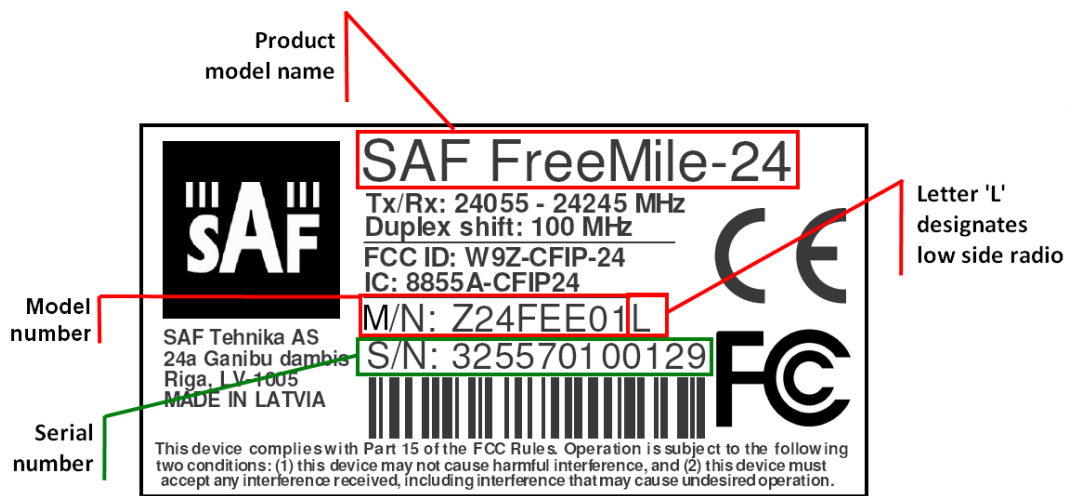 Product
model name
SAF FreeMile-24
SAF
Tx/Rx: 24055 - 24245 MHz
Duplex shift: 100 MHz
Letter 'L'
designates
low side radio
CE
FCC ID: W9Z-CFIP-24
IC: 8855A-CFIP24
Model
number
M/N: Z24FEE01L
SAF Tehnika AS
24a Ganibu dambis
Riga, LV-1005
MADE IN LATVIA
S/N: 325570100129
FC
Serial
number
This device complies with Part 15 of the FCC Rules. Operation is subject to the following
two conditions: (1) this device may not cause harmful interference, and (2) this device must
accept any interference received, including interference that may cause undesired operation.